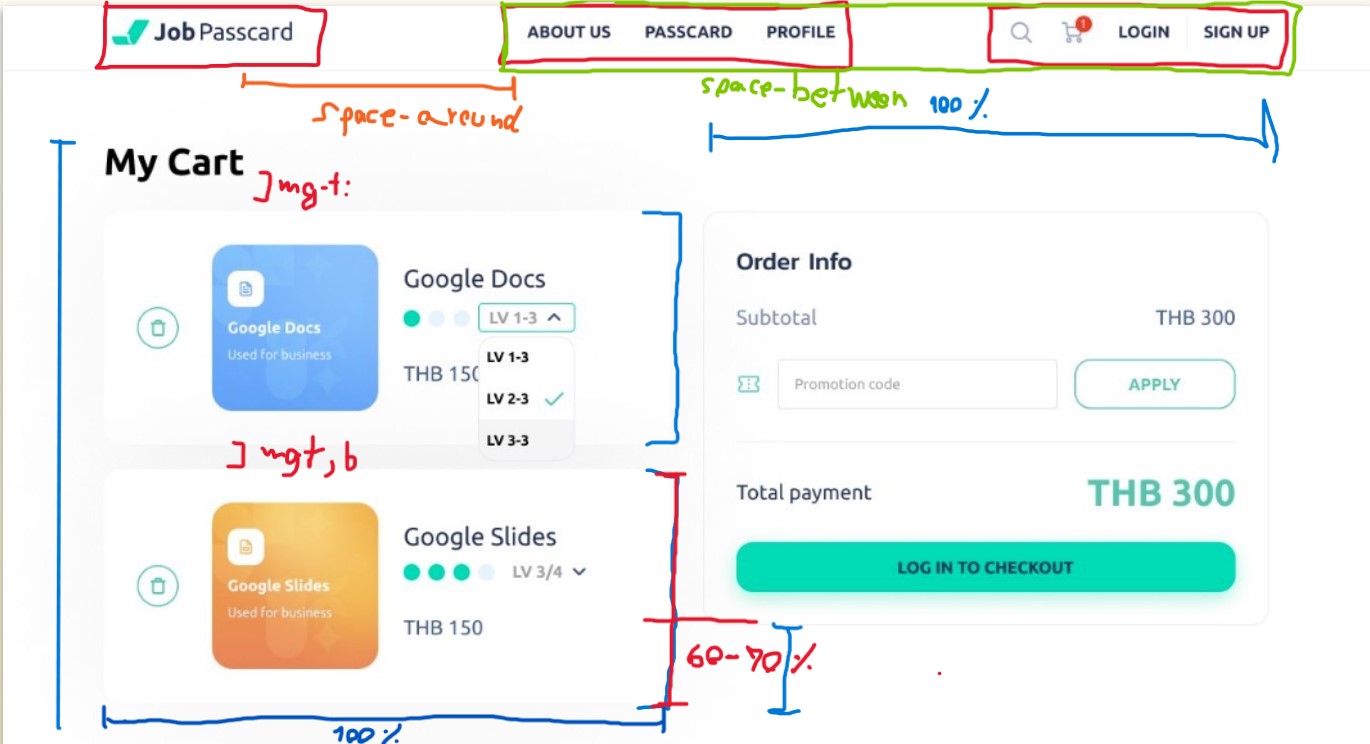 Job Passcard ABOUT US PASSCARD PROFILE 1 LOGIN SIGN UP
space-around
space-between
100 %
My Cart
] mg-t:
Google Docs
Used for business
Google Docs
LV 1-3
LV 1-3
THB 150
LV 2-3
LV 3-3
] mgt, b
Google Slides
Used for business
Google Slides
LV 3/4
THB 150
100 %
60-70 %
Order Info
Subtotal THB 300
Promotion code APPLY
Total payment THB 300
LOG IN TO CHECKOUT